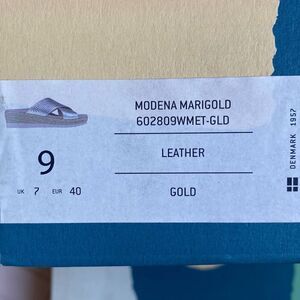 MODENA MARIGOLD
602809WMET-GLD
9
LEATHER
UK 7 EUR 40
GOLD
DENMARK 1957